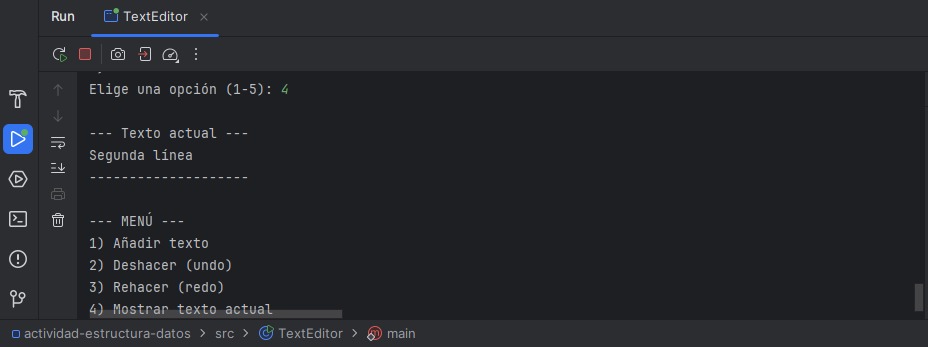 Run TextEditor
Elige una opción (1-5): 4
--- Texto actual ---
Segunda línea
--------------------
--- MENÚ ---
1) Añadir texto
2) Deshacer (undo)
3) Rehacer (redo)
4) Mostrar texto actual
actividad-estructura-datos > src > TextEditor > main